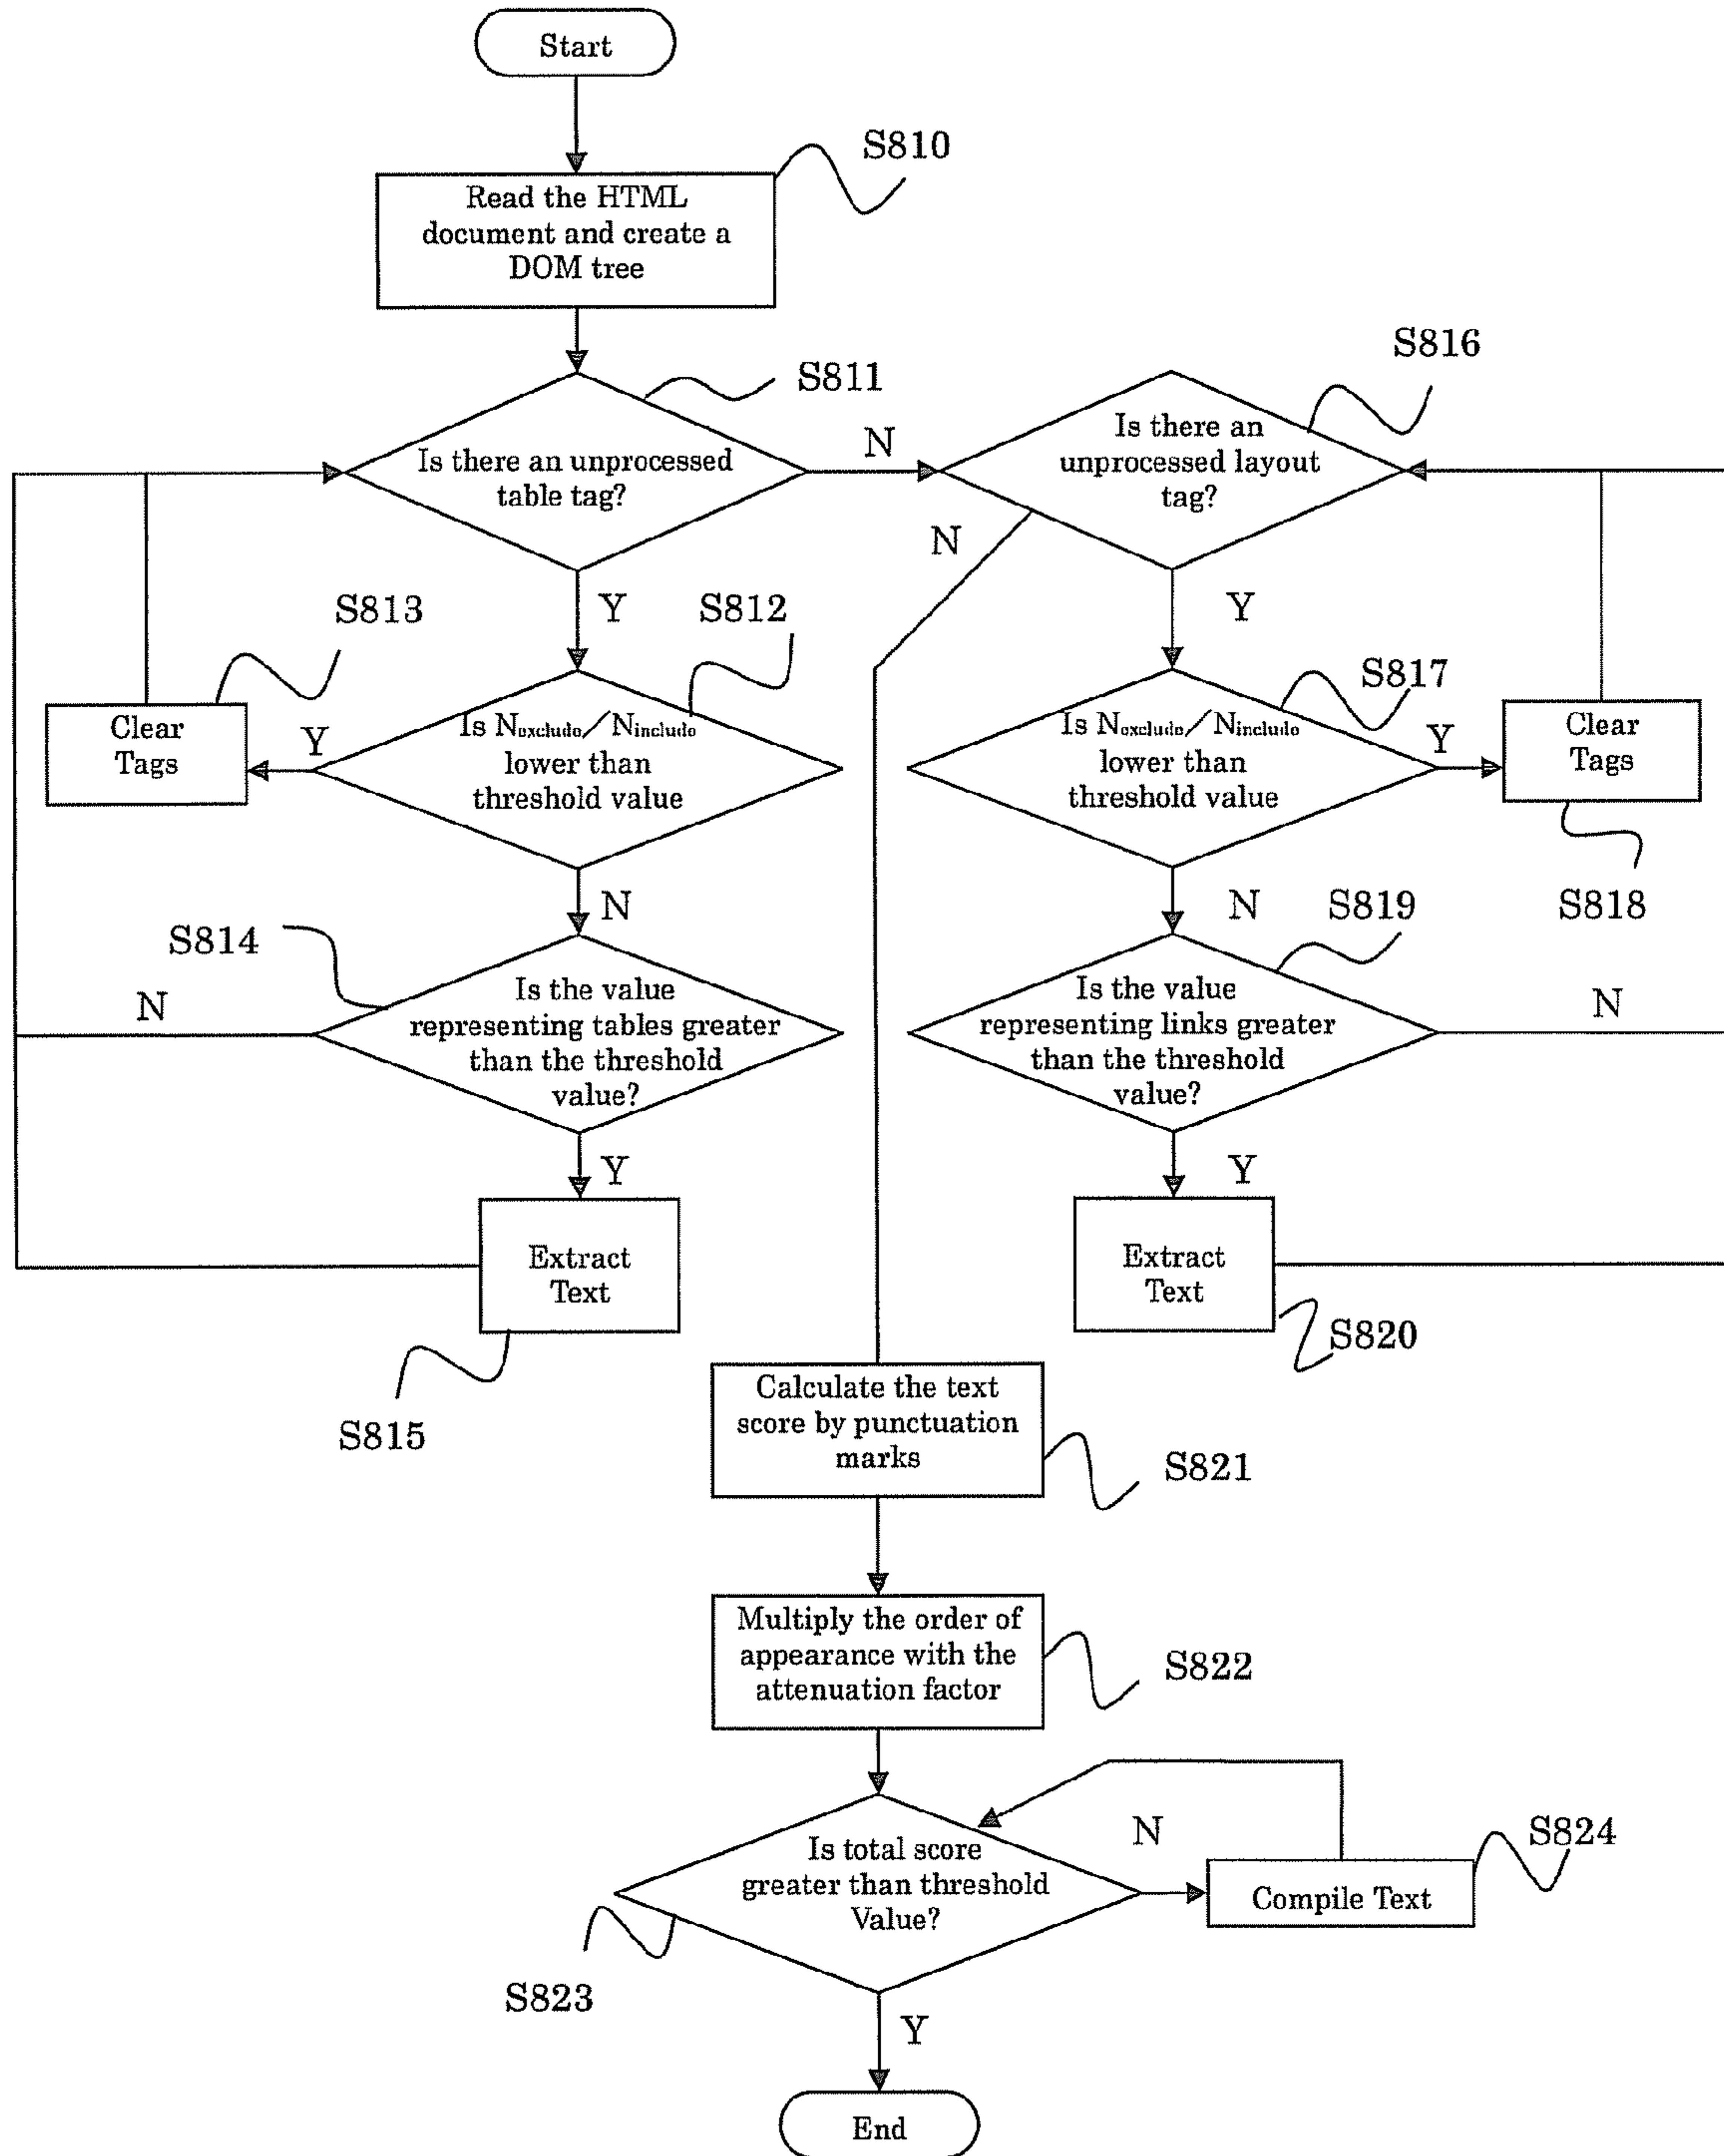 Start
S810
Read the HTML
document and create a
DOM tree
S811
Is there an unprocessed
table tag?
N
S816
Is there an
unprocessed layout
tag?
N
Y
Y
S813
S812
S817
Clear
Tags
Y
Is Nexclude/Ninclude
lower than
threshold value
Is Nexclude/Ninclude
lower than
threshold value
Y
Clear
Tags
S818
N
N
S814
S819
N
Is the value
representing tables greater
than the threshold
value?
Is the value
representing links greater
than the threshold
value?
N
Y
Y
Extract
Text
S815
Extract
Text
S820
Calculate the text
score by punctuation
marks
S821
Multiply the order of
appearance with the
attenuation factor
S822
Is total score
greater than threshold
Value?
S823
N
Compile Text
S824
Y
End